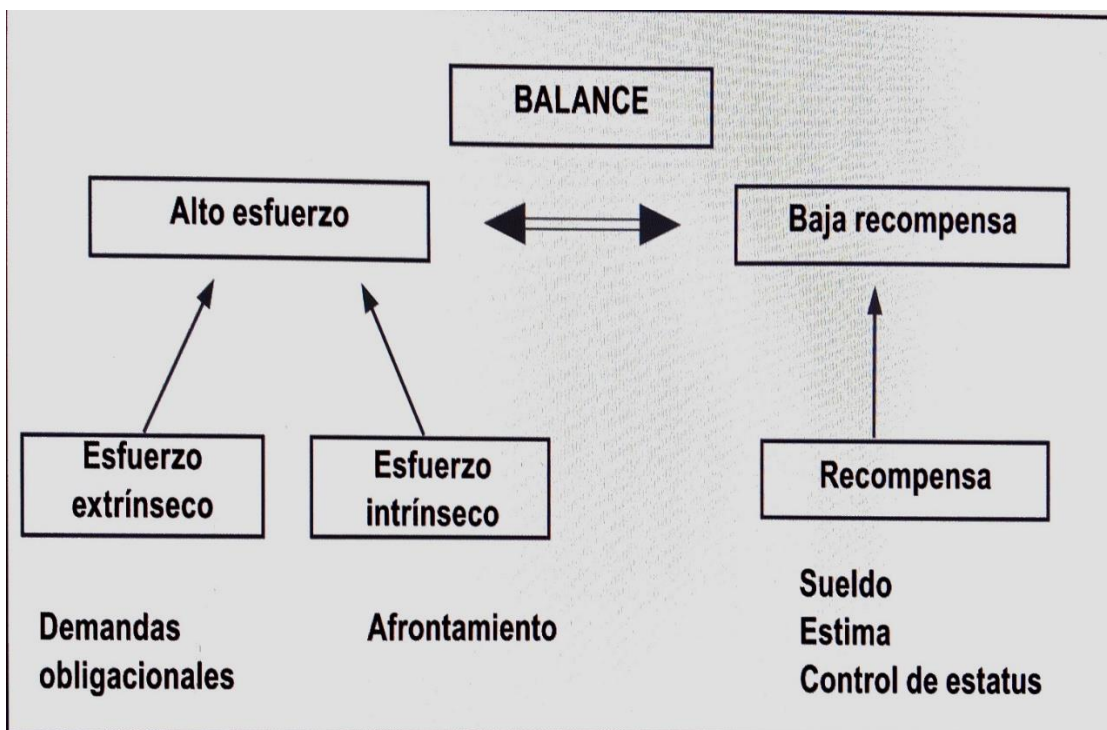 BALANCE
Alto esfuerzo
Baja recompensa
Esfuerzo
extrínseco
Esfuerzo
intrínseco
Recompensa
Demandas
obligacionales
Afrontamiento
Sueldo
Estima
Control de estatus